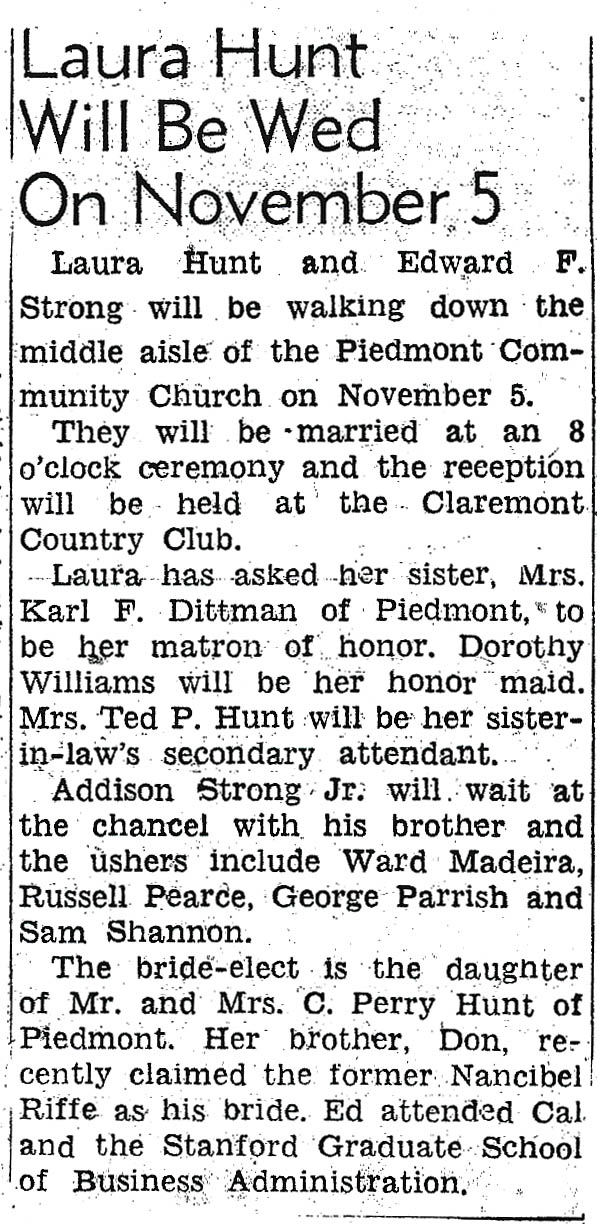 Laura Hunt
Will Be Wed
On November 5
Laura Hunt and Edward F.
Strong will be walking down the
middle aisle of the Piedmont Com-
munity Church on November 5.
They will be married at an 8
o'clock ceremony and the reception
will be held at the Claremont
Country Club.
Laura has asked her sister, Mrs.
Karl F. Dittman of Piedmont, to
be her matron of honor. Dorothy
Williams will be her honor maid.
Mrs. Ted P. Hunt will be her sister-
in-law's secondary attendant.
Addison Strong Jr. will wait at
the chancel with his brother and
the ushers include Ward Madeira,
Russell Pearce, George Parrish and
Sam Shannon.
The bride-elect is the daughter
of Mr. and Mrs. C. Perry Hunt of
Piedmont. Her brother, Don, re-
cently claimed the former Nancibel
Riffe as his bride. Ed attended Cal
and the Stanford Graduate School
of Business Administration.